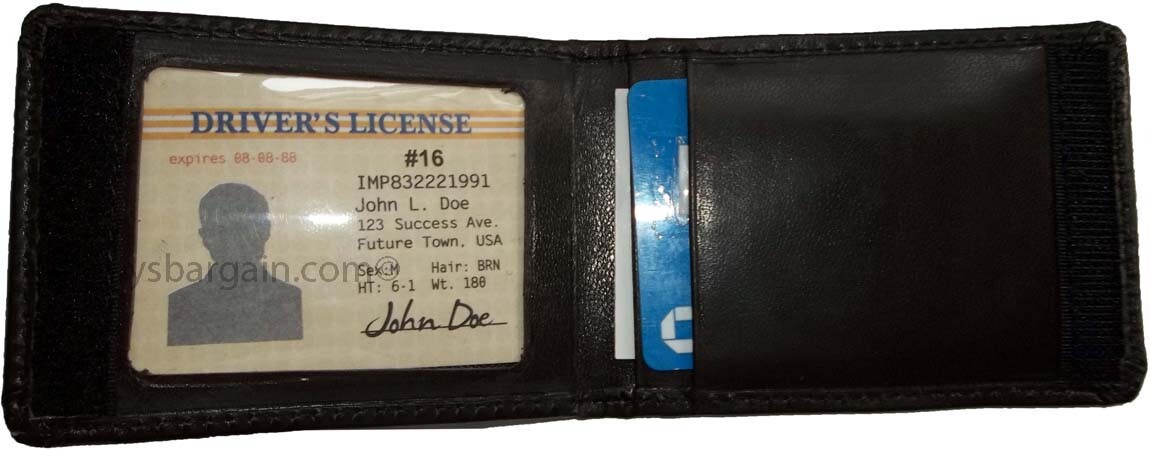 DRIVER'S LICENSE
expires 08-08-88
#16
IMP832221991
John L. Doe
123 Success Ave.
Future Town, USA
ysbargain.com©
Sex:M Hair: BRN
HT: 6-1 Wt. 180
John Doe